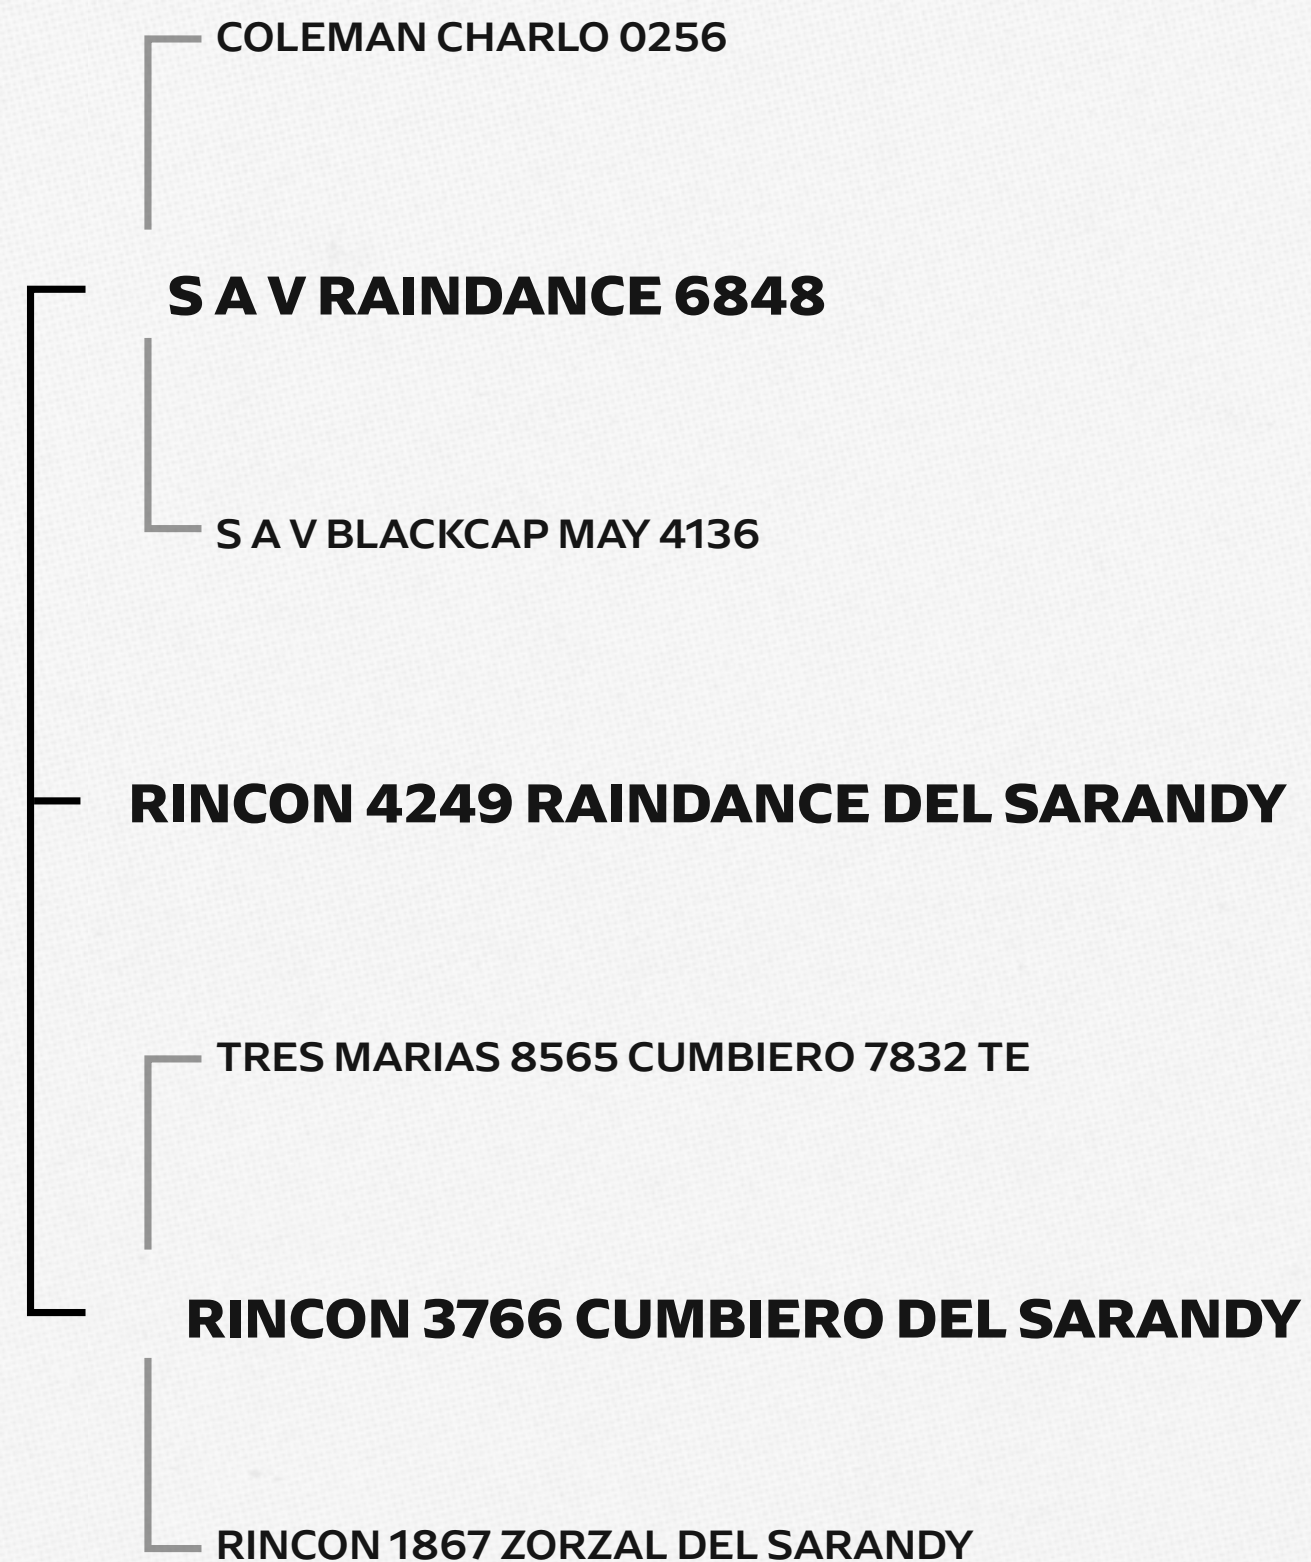 COLEMAN CHARLO 0256
S A V RAINDANCE 6848
S A V BLACKCAP MAY 4136
RINCON 4249 RAINDANCE DEL SARANDY
TRES MARIAS 8565 CUMBIERO 7832 TE
RINCON 3766 CUMBIERO DEL SARANDY
RINCON 1867 ZORZAL DEL SARANDY